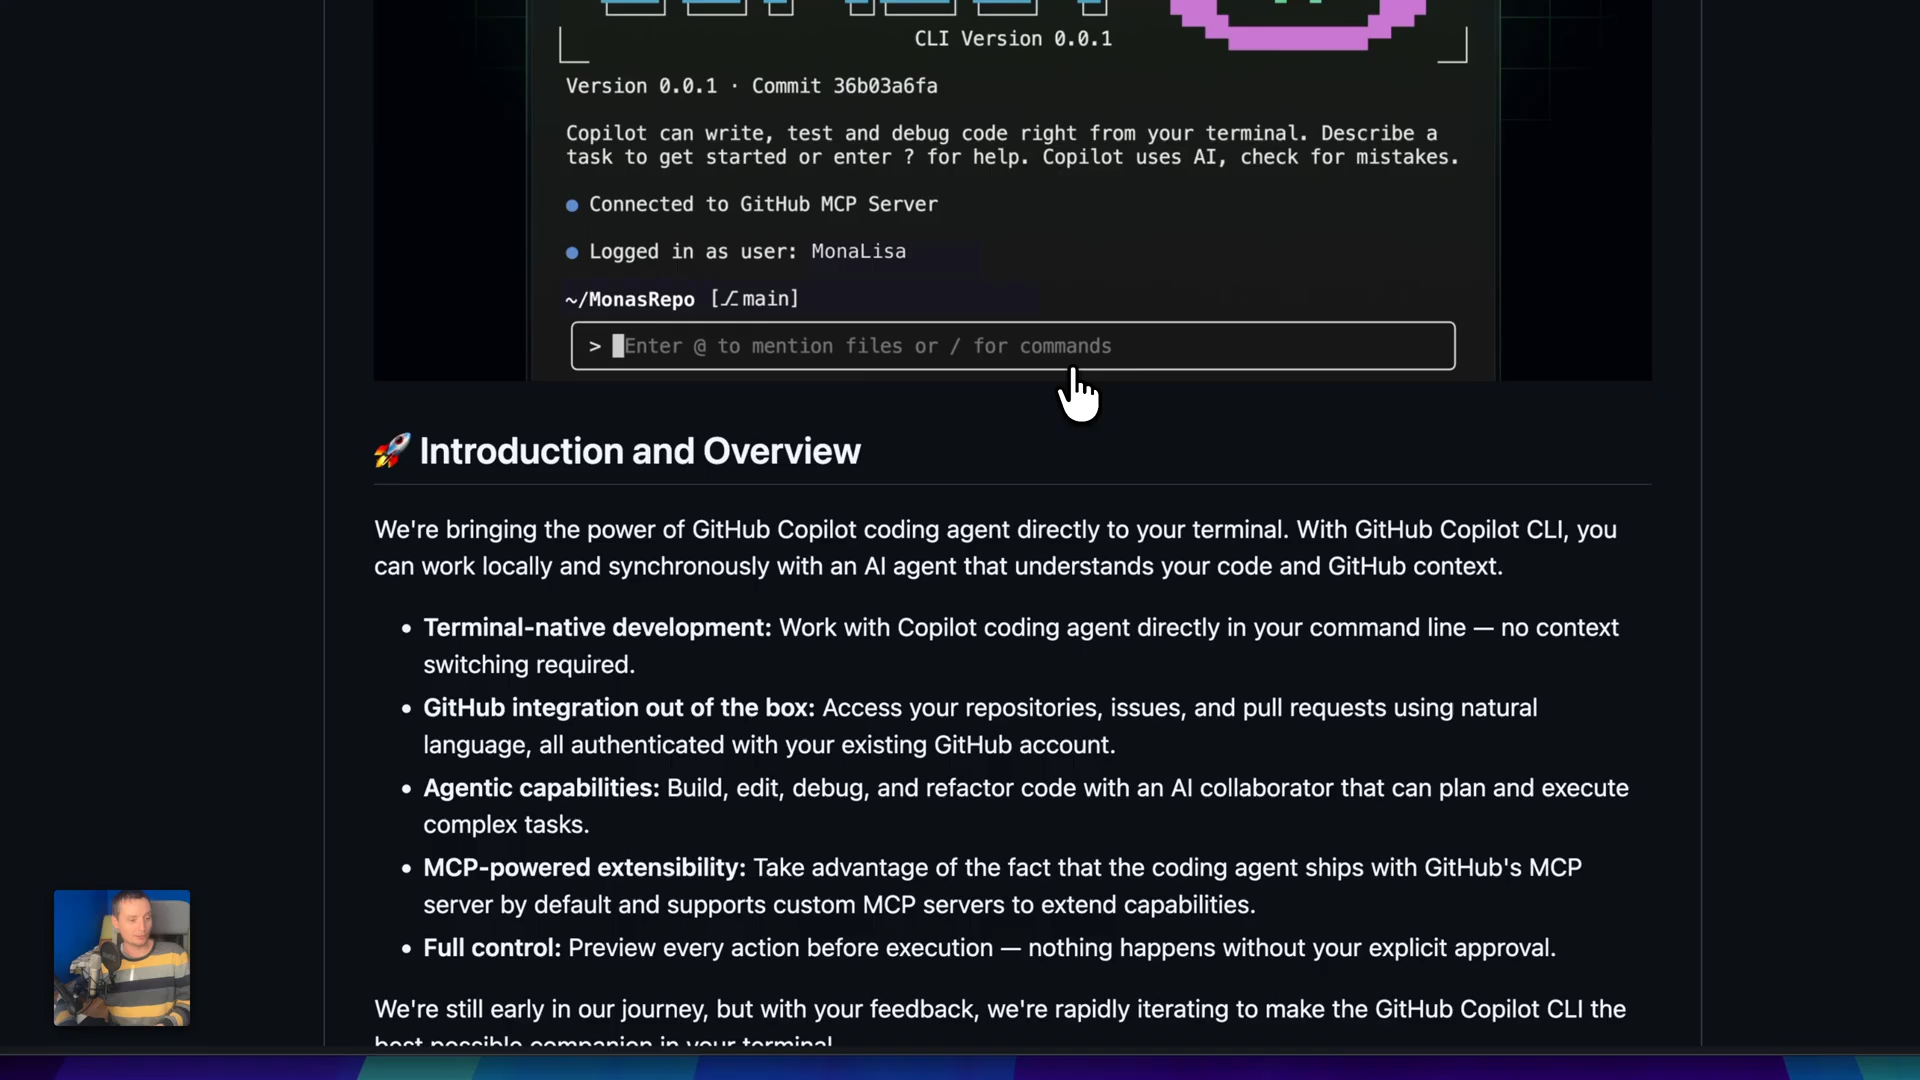 CLI Version 0.0.1
Version 0.0.1 · Commit 36b03a6fa
Copilot can write, test and debug code right from your terminal. Describe a
task to get started or enter ? for help. Copilot uses AI, check for mistakes.
● Connected to GitHub MCP Server
● Logged in as user: MonaLisa
~/MonasRepo [⎇main]
> Enter @ to mention files or / for commands
🚀 Introduction and Overview
We're bringing the power of GitHub Copilot coding agent directly to your terminal. With GitHub Copilot CLI, you
can work locally and synchronously with an AI agent that understands your code and GitHub context.
• Terminal-native development: Work with Copilot coding agent directly in your command line — no context
switching required.
• GitHub integration out of the box: Access your repositories, issues, and pull requests using natural
language, all authenticated with your existing GitHub account.
• Agentic capabilities: Build, edit, debug, and refactor code with an AI collaborator that can plan and execute
complex tasks.
• MCP-powered extensibility: Take advantage of the fact that the coding agent ships with GitHub's MCP
server by default and supports custom MCP servers to extend capabilities.
• Full control: Preview every action before execution — nothing happens without your explicit approval.
We're still early in our journey, but with your feedback, we're rapidly iterating to make the GitHub Copilot CLI the
best possible companion in your terminal.